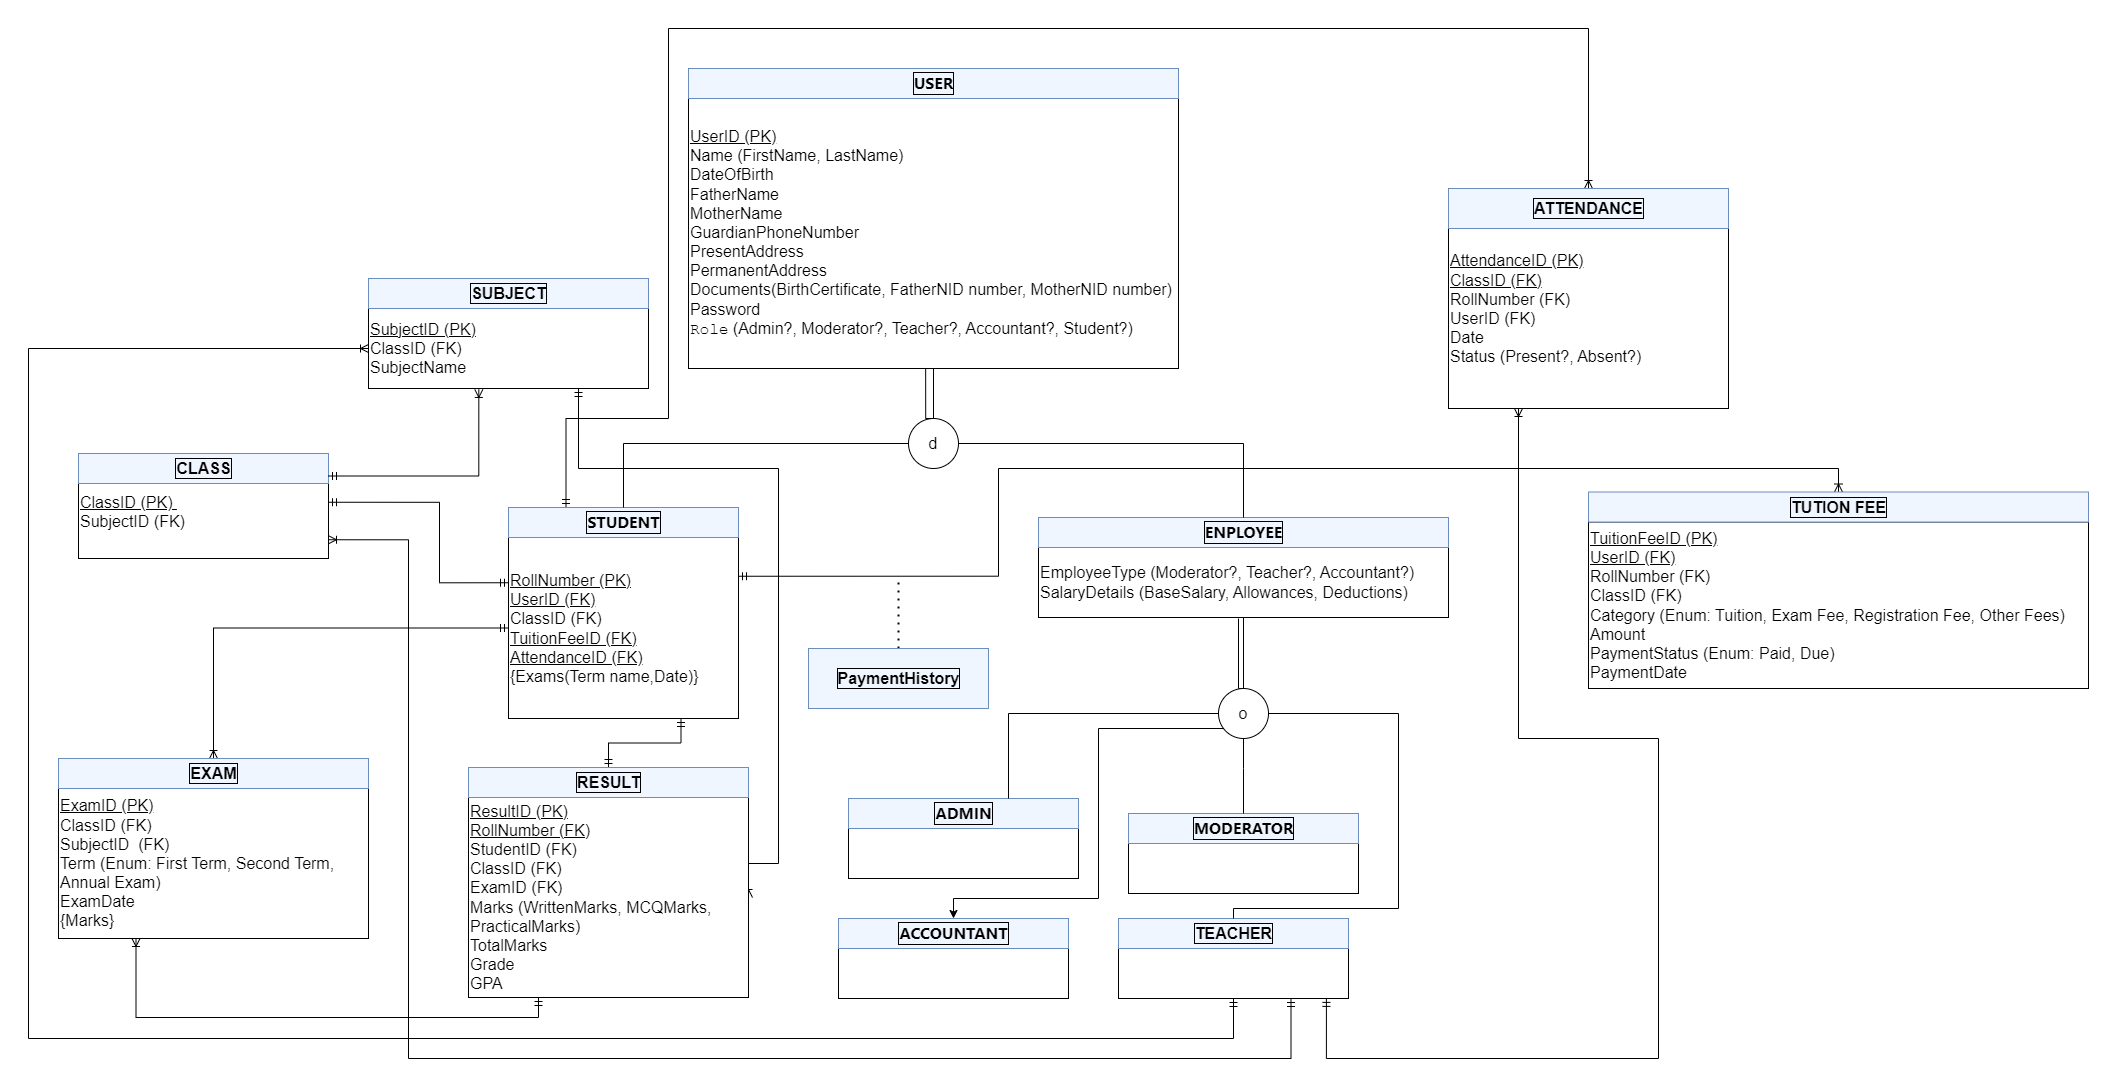 USER
UserID (PK)
Name (FirstName, LastName)
DateOfBirth
FatherName
MotherName
GuardianPhoneNumber
PresentAddress
PermanentAddress
Documents(BirthCertificate, FatherNID number, MotherNID number)
Password
Role (Admin?, Moderator?, Teacher?, Accountant?, Student?)
ATTENDANCE
AttendanceID (PK)
ClassID (FK)
RollNumber (FK)
UserID (FK)
Date
Status (Present?, Absent?)
SUBJECT
SubjectID (PK)
ClassID (FK)
SubjectName
d
CLASS
ClassID (PK)
SubjectID (FK)
STUDENT
RollNumber (PK)
UserID (FK)
ClassID (FK)
TuitionFeeID (FK)
AttendanceID (FK)
{Exams(Term name,Date)}
ENPLOYEE
EmployeeType (Moderator?, Teacher?, Accountant?)
SalaryDetails (BaseSalary, Allowances, Deductions)
TUTION FEE
TuitionFeeID (PK)
UserID (FK)
RollNumber (FK)
ClassID (FK)
Category (Enum: Tuition, Exam Fee, Registration Fee, Other Fees)
Amount
PaymentStatus (Enum: Paid, Due)
PaymentDate
PaymentHistory
o
EXAM
ExamID (PK)
ClassID (FK)
SubjectID  (FK)
Term (Enum: First Term, Second Term,
Annual Exam)
ExamDate
{Marks}
RESULT
ResultID (PK)
RollNumber (FK)
StudentID (FK)
ClassID (FK)
ExamID (FK)
Marks (WrittenMarks, MCQMarks,
PracticalMarks)
TotalMarks
Grade
GPA
ADMIN
MODERATOR
ACCOUNTANT
TEACHER